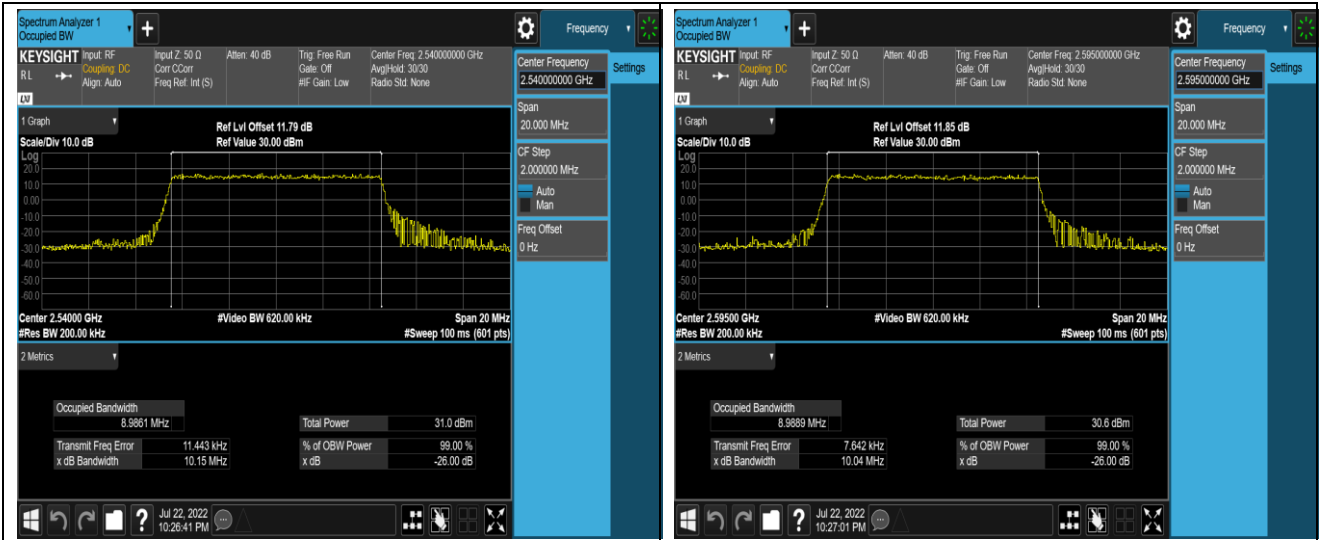 Spectrum Analyzer 1
Occupied BW
+
Frequency
KEYSIGHT
RL
LXI
Input: RF
Coupling: DC
Align: Auto
Input Z: 50 Ω
Corr CCorr
Freq Ref: Int (S)
Atten: 40 dB
Trig: Free Run
Gate: Off
#IF Gain: Low
Center Freq: 2.540000000 GHz
Avg|Hold: 30/30
Radio Std: None
Center Frequency
2.540000000 GHz
Settings
Span
20.000 MHz
CF Step
2.000000 MHz
Auto
Man
Freq Offset
0 Hz
1 Graph
Ref Lvl Offset 11.79 dB
Scale/Div 10.0 dB
Ref Value 30.00 dBm
Log
20.0
10.0
0.00
-10.0
-20.0
-30.0
-40.0
-50.0
-60.0
Center 2.54000 GHz
#Video BW 620.00 kHz
Span 20 MHz
#Res BW 200.00 kHz
#Sweep 100 ms (601 pts)
2 Metrics
Occupied Bandwidth
8.9861 MHz
Total Power 31.0 dBm
Transmit Freq Error 11.443 kHz
% of OBW Power 99.00 %
x dB Bandwidth 10.15 MHz
x dB -26.00 dB
?
Jul 22, 2022
10:26:41 PM
Spectrum Analyzer 1
Occupied BW
+
Frequency
KEYSIGHT
RL
LXI
Input: RF
Coupling: DC
Align: Auto
Input Z: 50 Ω
Corr CCorr
Freq Ref: Int (S)
Atten: 40 dB
Trig: Free Run
Gate: Off
#IF Gain: Low
Center Freq: 2.595000000 GHz
Avg|Hold: 30/30
Radio Std: None
Center Frequency
2.595000000 GHz
Settings
Span
20.000 MHz
CF Step
2.000000 MHz
Auto
Man
Freq Offset
0 Hz
1 Graph
Ref Lvl Offset 11.85 dB
Scale/Div 10.0 dB
Ref Value 30.00 dBm
Log
20.0
10.0
0.00
-10.0
-20.0
-30.0
-40.0
-50.0
-60.0
Center 2.59500 GHz
#Video BW 620.00 kHz
Span 20 MHz
#Res BW 200.00 kHz
#Sweep 100 ms (601 pts)
2 Metrics
Occupied Bandwidth
8.9889 MHz
Total Power 30.6 dBm
Transmit Freq Error 7.642 kHz
% of OBW Power 99.00 %
x dB Bandwidth 10.04 MHz
x dB -26.00 dB
?
Jul 22, 2022
10:27:01 PM